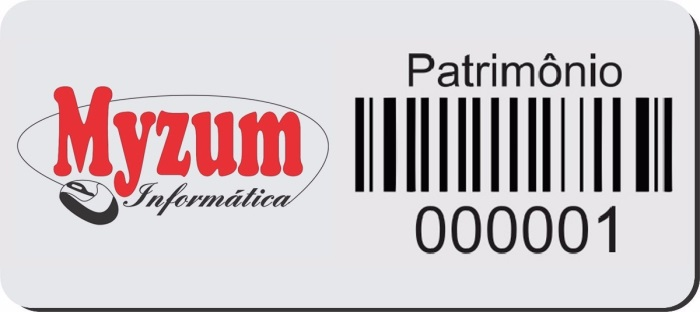 Myzum
Informática
Patrimônio
000001